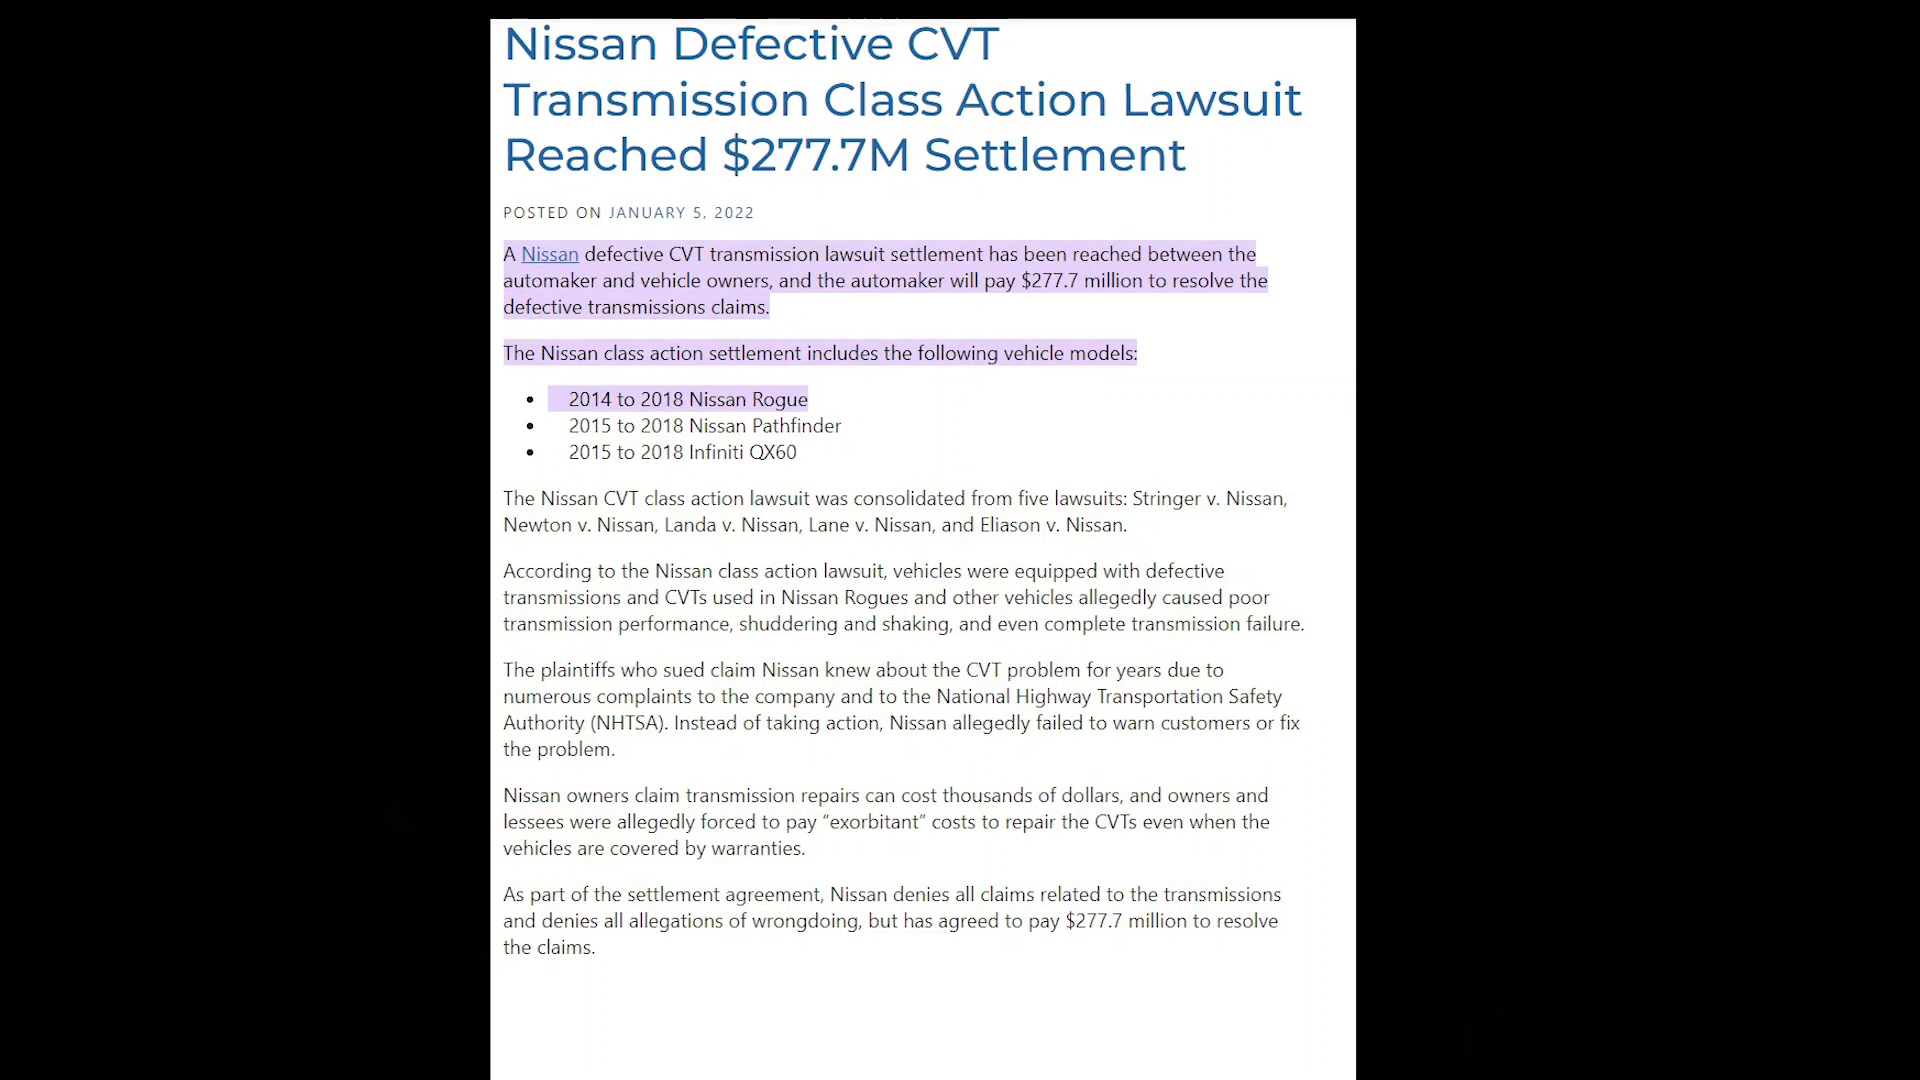 Nissan Defective CVT
Transmission Class Action Lawsuit
Reached $277.7M Settlement
POSTED ON JANUARY 5, 2022
A Nissan defective CVT transmission lawsuit settlement has been reached between the
automaker and vehicle owners, and the automaker will pay $277.7 million to resolve the
defective transmissions claims.
The Nissan class action settlement includes the following vehicle models:
• 2014 to 2018 Nissan Rogue
• 2015 to 2018 Nissan Pathfinder
• 2015 to 2018 Infiniti QX60
The Nissan CVT class action lawsuit was consolidated from five lawsuits: Stringer v. Nissan,
Newton v. Nissan, Landa v. Nissan, Lane v. Nissan, and Eliason v. Nissan.
According to the Nissan class action lawsuit, vehicles were equipped with defective
transmissions and CVTs used in Nissan Rogues and other vehicles allegedly caused poor
transmission performance, shuddering and shaking, and even complete transmission failure.
The plaintiffs who sued claim Nissan knew about the CVT problem for years due to
numerous complaints to the company and to the National Highway Transportation Safety
Authority (NHTSA). Instead of taking action, Nissan allegedly failed to warn customers or fix
the problem.
Nissan owners claim transmission repairs can cost thousands of dollars, and owners and
lessees were allegedly forced to pay “exorbitant” costs to repair the CVTs even when the
vehicles are covered by warranties.
As part of the settlement agreement, Nissan denies all claims related to the transmissions
and denies all allegations of wrongdoing, but has agreed to pay $277.7 million to resolve
the claims.